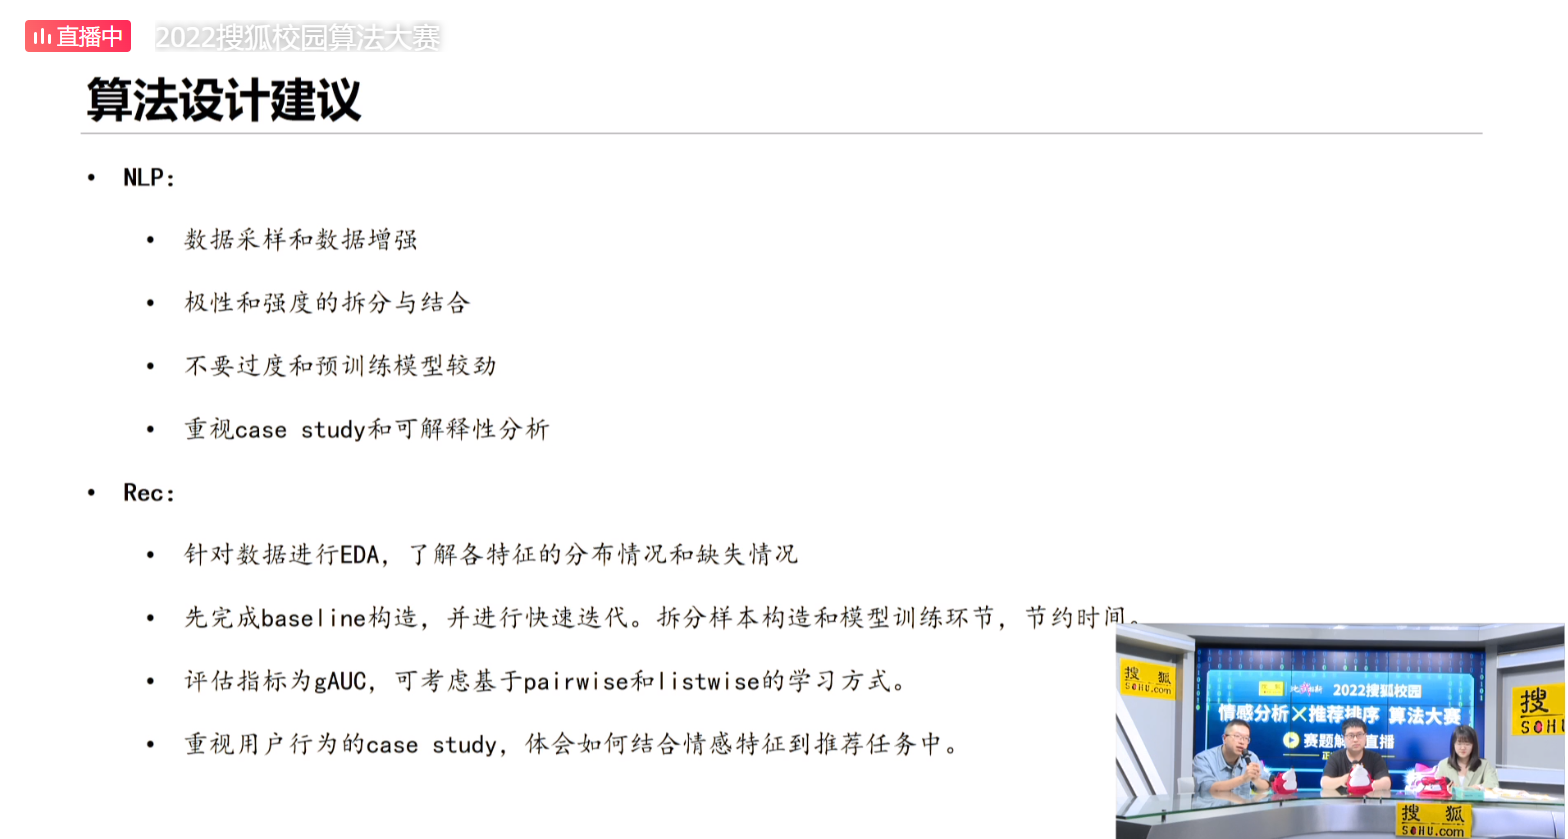 直播中 2022搜狐校园算法大赛
算法设计建议
• NLP:
• 数据采样和数据增强
• 极性和强度的拆分与结合
• 不要过度和预训练模型较劲
• 重视case study和可解释性分析
• Rec:
• 针对数据进行EDA，了解各特征的分布情况和缺失情况
• 先完成baseline构造，并进行快速迭代。拆分样本构造和模型训练环节，节约时间。
• 评估指标为gAUC，可考虑基于pairwise和listwise的学习方式。
• 重视用户行为的case study，体会如何结合情感特征到推荐任务中。
搜 狐
SOHU.com
2022搜狐校园
情感分析×推荐排序 算法大赛
赛题解 直播
搜
SOHU
搜 狐
SOHU.com